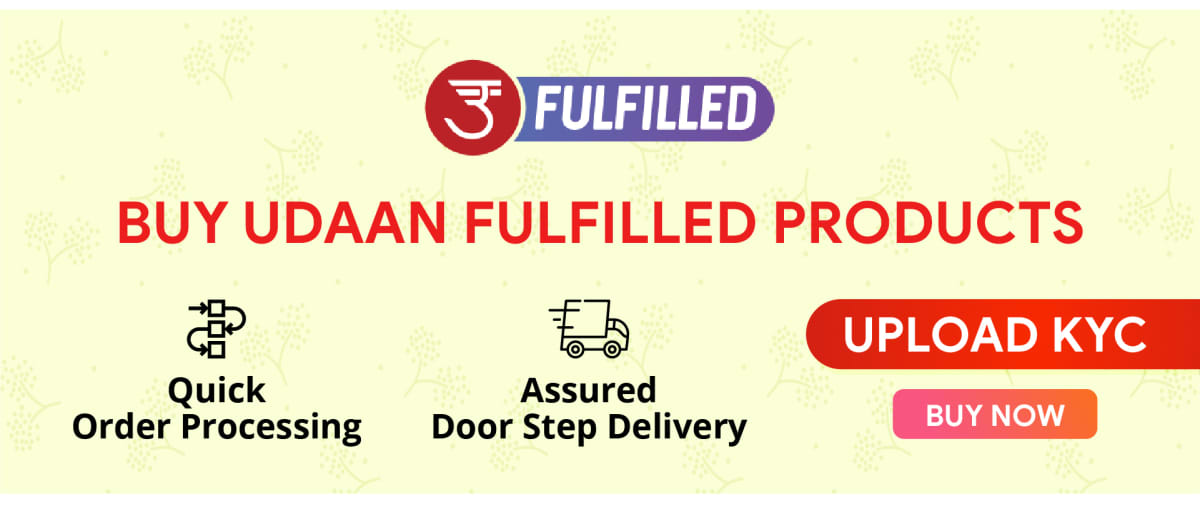 उ FULFILLED
BUY UDAAN FULFILLED PRODUCTS
Quick
Order Processing
Assured
Door Step Delivery
UPLOAD KYC
BUY NOW